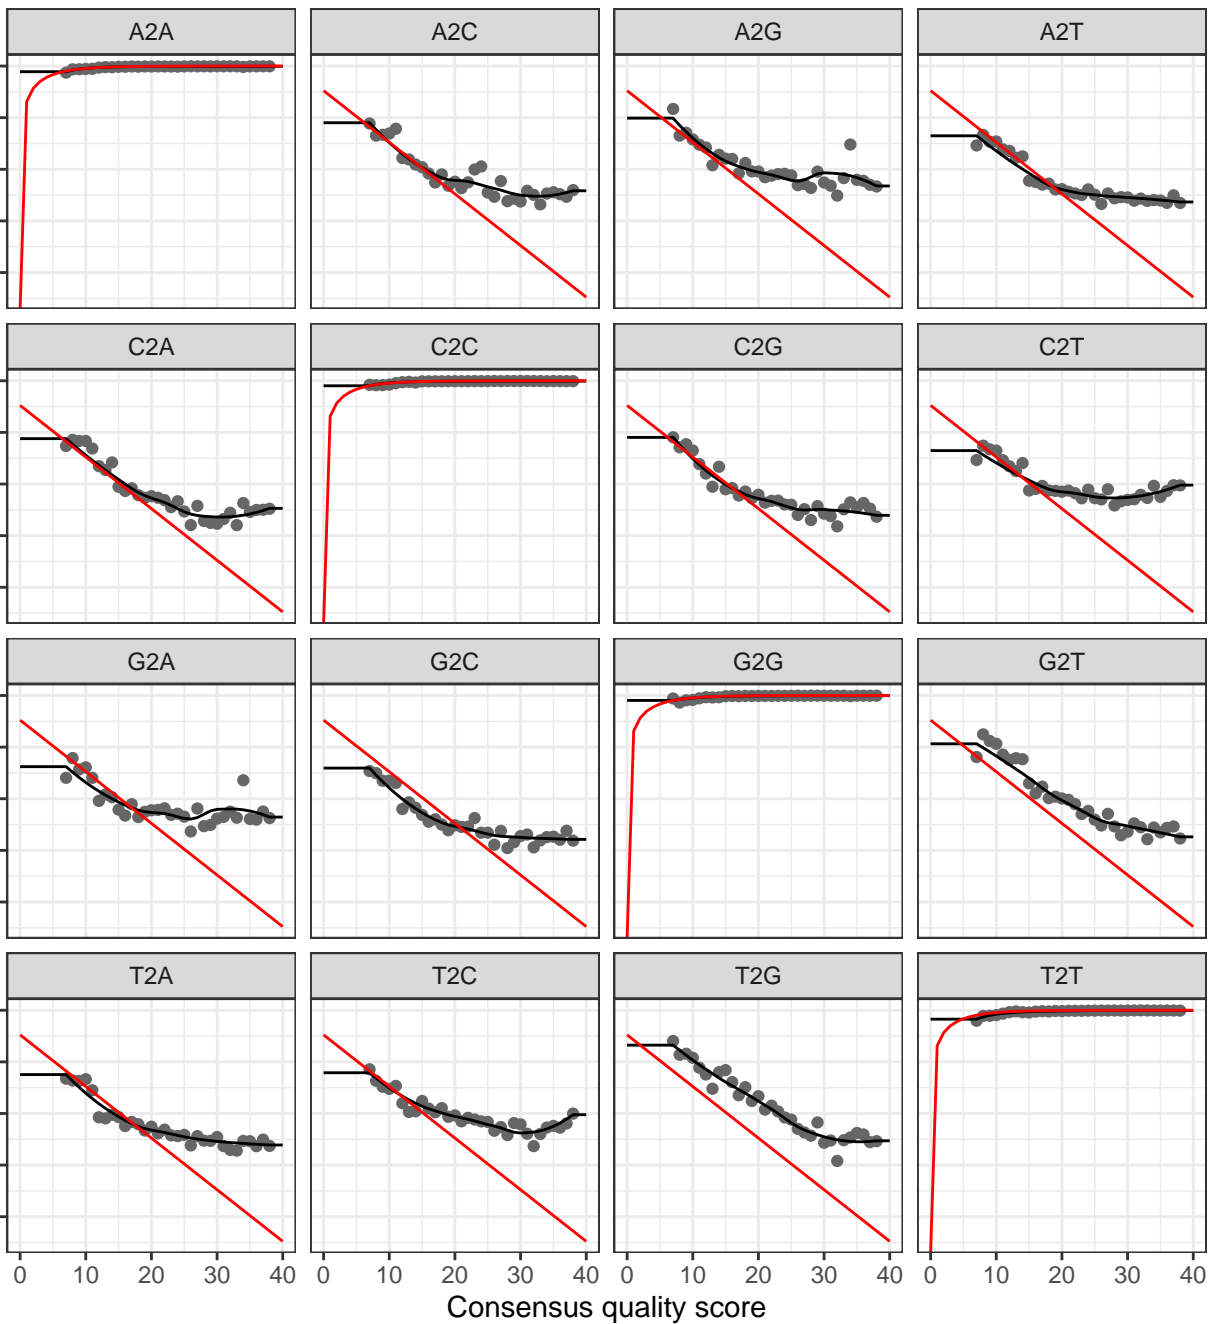 A2A A2C A2G A2T
C2A C2C C2G C2T
G2A G2C G2G G2T
T2A T2C T2G T2T
0 10 20 30 40 0 10 20 30 40 0 10 20 30 40 0 10 20 30 40
Consensus quality score